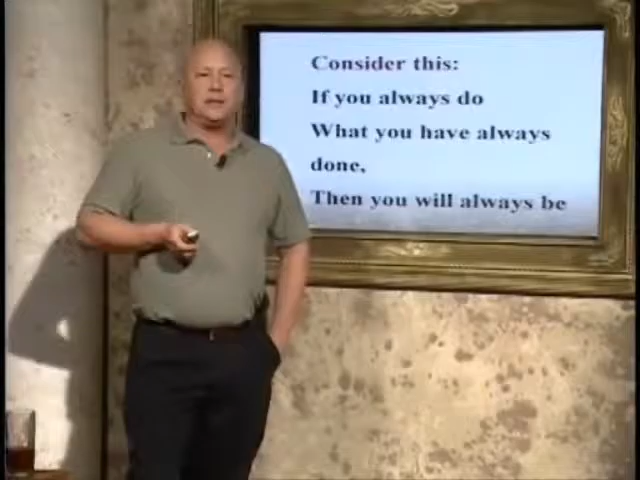 Consider this:
If you always do
What you have always
done,
Then you will always be